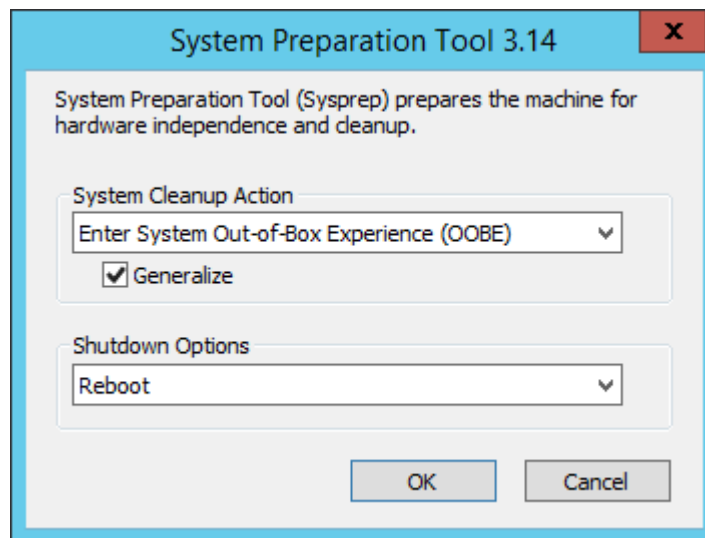 System Preparation Tool 3.14
x
System Preparation Tool (Sysprep) prepares the machine for
hardware independence and cleanup.
System Cleanup Action
Enter System Out-of-Box Experience (OOBE)
Generalize
Shutdown Options
Reboot
OK Cancel